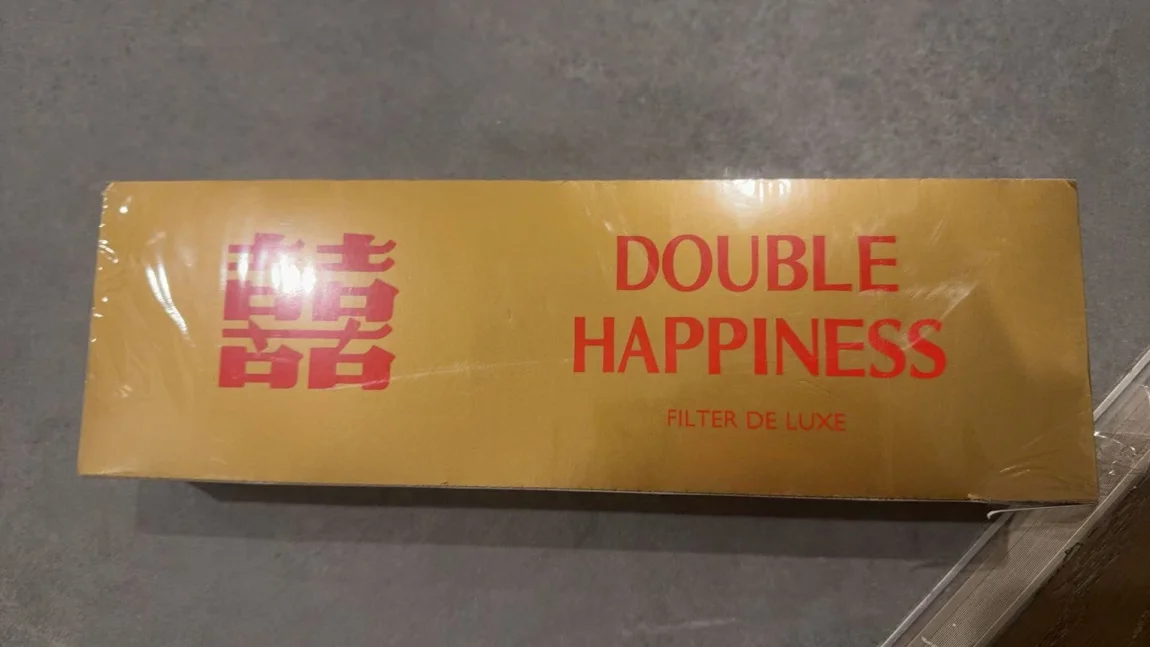 囍
DOUBLE
HAPPINESS
FILTER DE LUXE